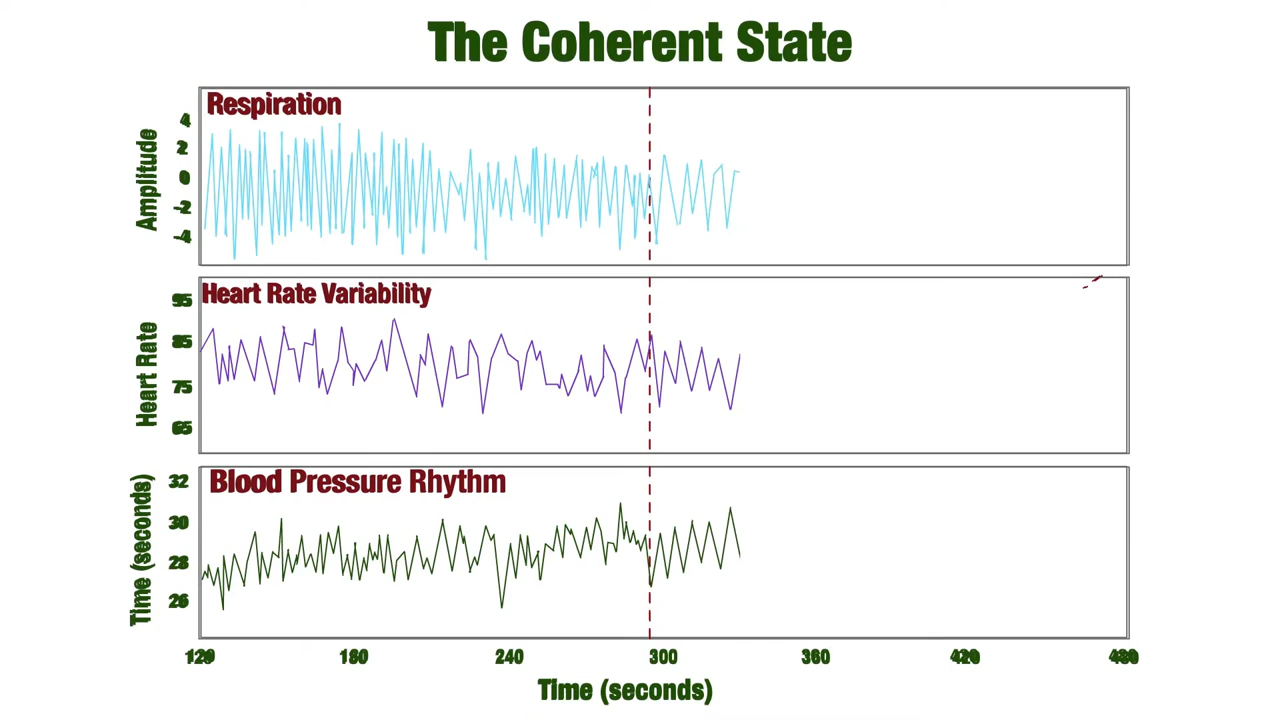 The Coherent State
Respiration
Amplitude
4
2
0
-2
-4
Heart Rate Variability
Heart Rate
95
85
75
65
Blood Pressure Rhythm
Time (seconds)
32
30
28
26
120 180 240 300 360 420 480
Time (seconds)